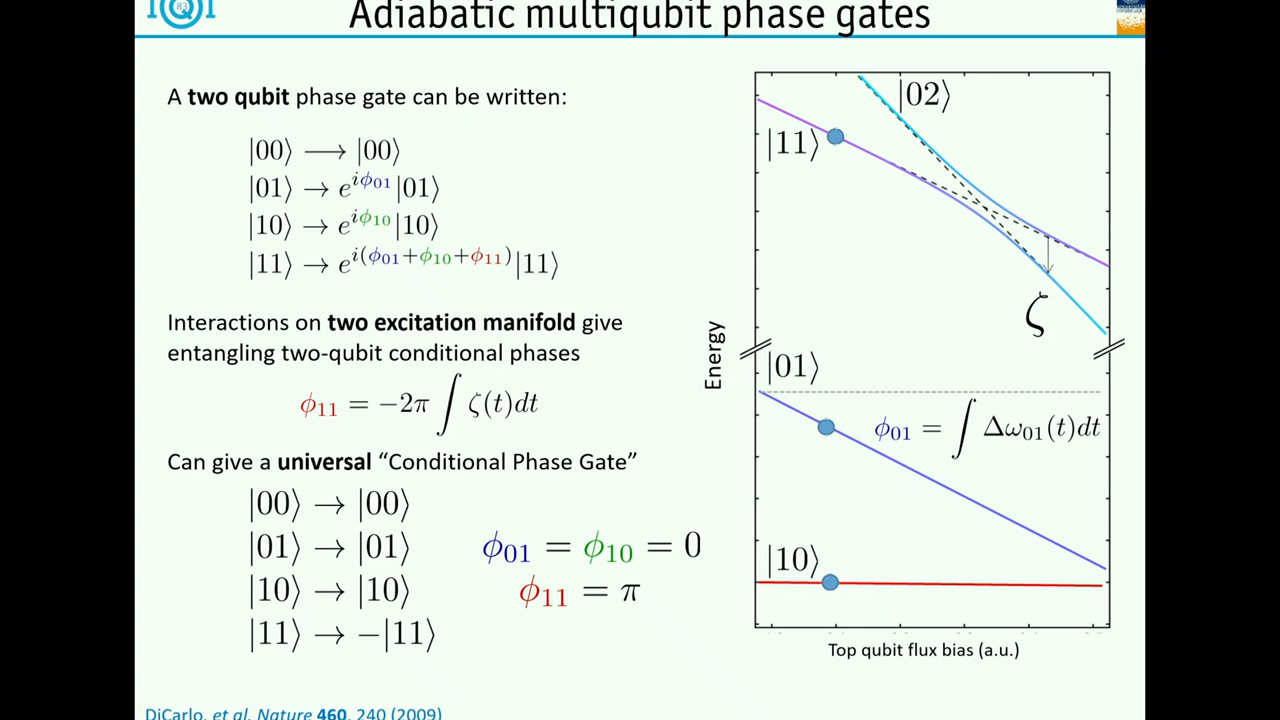 Adiabatic multiqubit phase gates
A two qubit phase gate can be written:
|00⟩ ⟶ |00⟩
|01⟩ → e^{iϕ₀₁}|01⟩
|10⟩ → e^{iϕ₁₀}|10⟩
|11⟩ → e^{i(ϕ₀₁+ϕ₁₀+ϕ₁₁)}|11⟩
Interactions on two excitation manifold give
entangling two-qubit conditional phases
ϕ₁₁ = −2π ∫ ζ(t)dt
Can give a universal “Conditional Phase Gate”
|00⟩ → |00⟩
|01⟩ → |01⟩
|10⟩ → |10⟩
|11⟩ → −|11⟩
ϕ₀₁ = ϕ₁₀ = 0
ϕ₁₁ = π
|02⟩
|11⟩
ζ
Energy
|01⟩
ϕ₀₁ = ∫ Δω₀₁(t)dt
|10⟩
Top qubit flux bias (a.u.)
DiCarlo, et al. Nature 460, 240 (2009)